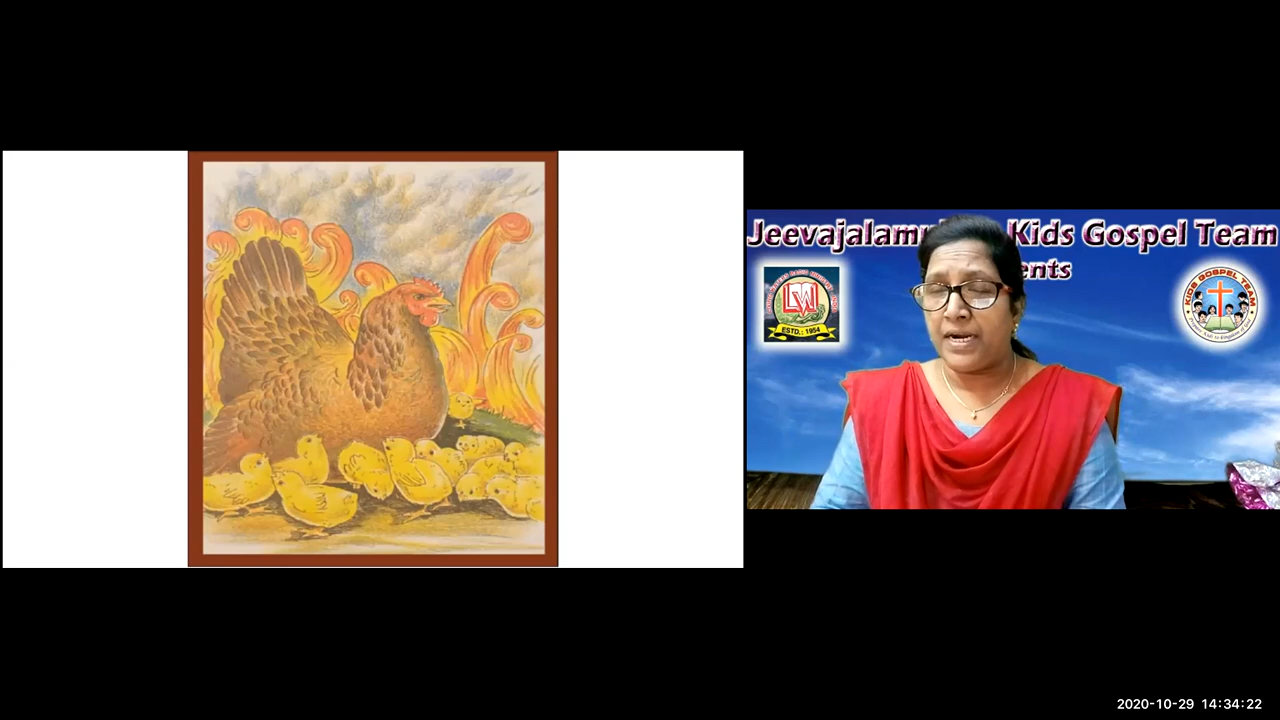 Jeevajalam Kids Gospel Team
ents
LW
ESTD.: 1954
KIDS GOSPEL TEAM
2020-10-29 14:34:22